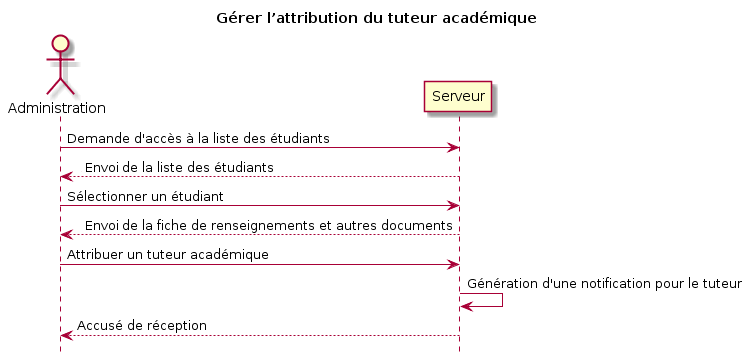 Gérer l’attribution du tuteur académique
Administration
Serveur
Demande d'accès à la liste des étudiants
Envoi de la liste des étudiants
Sélectionner un étudiant
Envoi de la fiche de renseignements et autres documents
Attribuer un tuteur académique
Génération d'une notification pour le tuteur
Accusé de réception